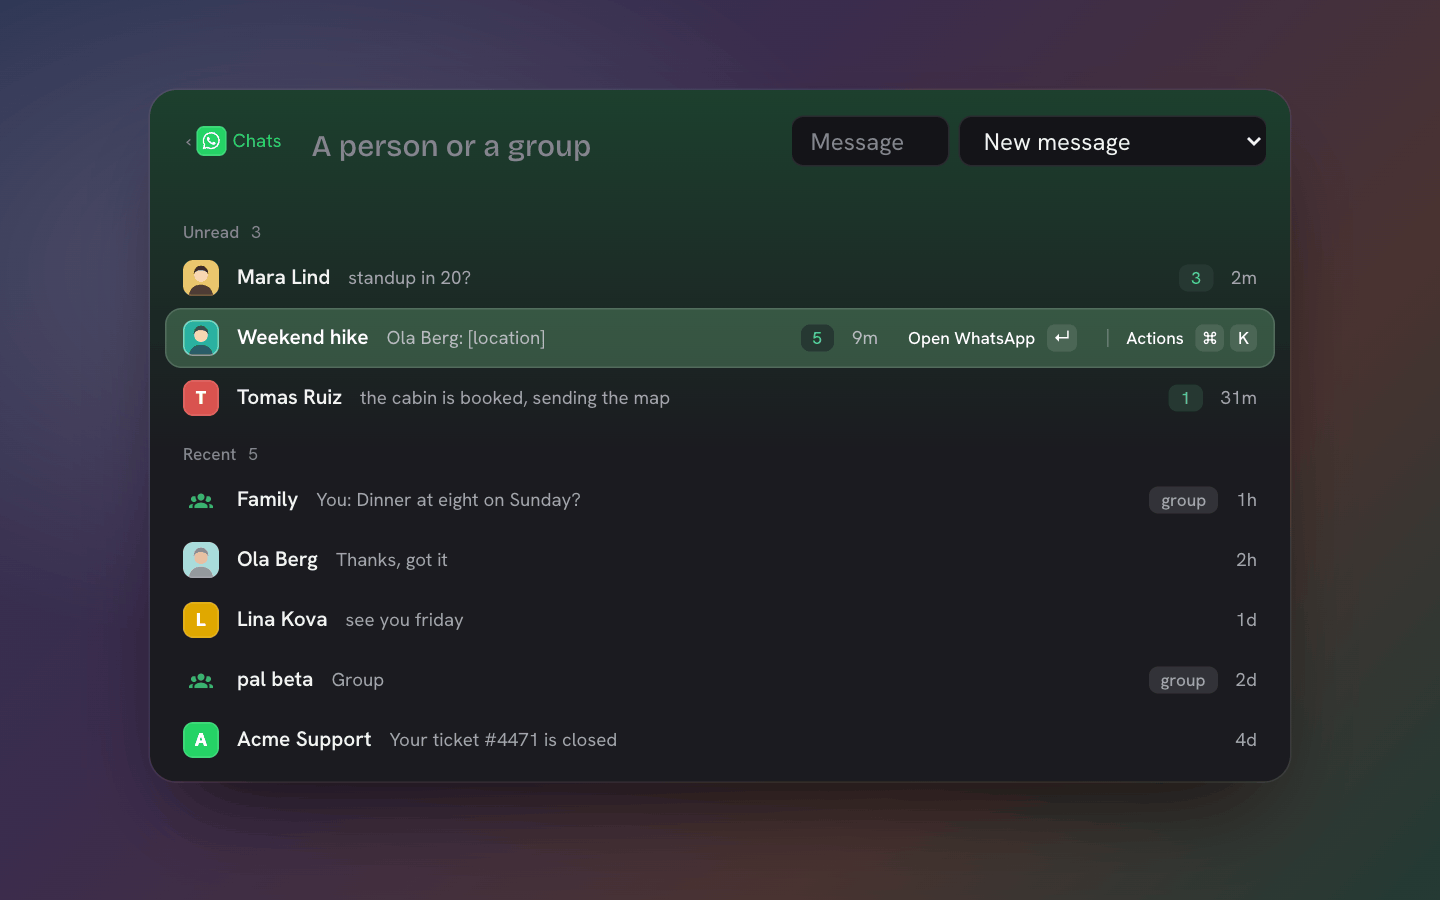 ‹ Chats A person or a group Message New message
Unread 3
Mara Lind standup in 20? 3 2m
Weekend hike Ola Berg: [location] 5 9m Open WhatsApp ↵ | Actions ⌘ K
T Tomas Ruiz the cabin is booked, sending the map 1 31m
Recent 5
Family You: Dinner at eight on Sunday? group 1h
Ola Berg Thanks, got it 2h
L Lina Kova see you friday 1d
pal beta Group group 2d
A Acme Support Your ticket #4471 is closed 4d